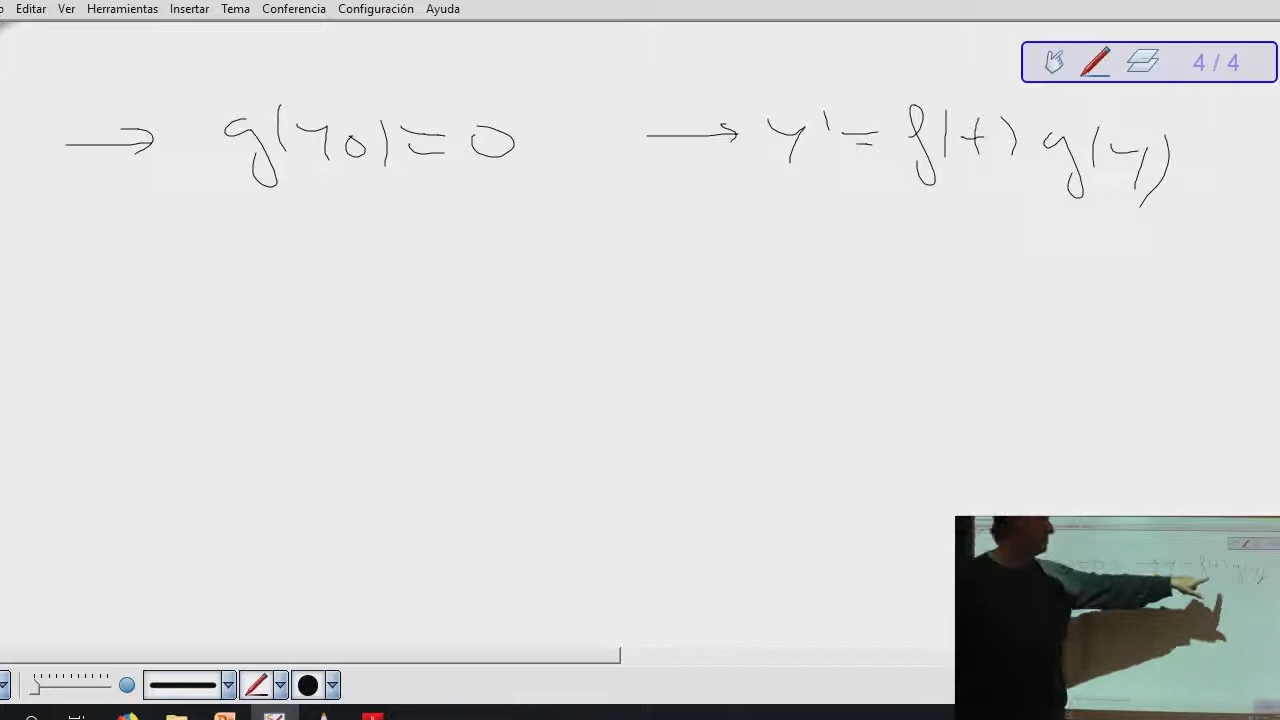 Editar Ver Herramientas Insertar Tema Conferencia Configuración Ayuda
4 / 4
→ g(y0)=0 → y'= f(t) g(y)